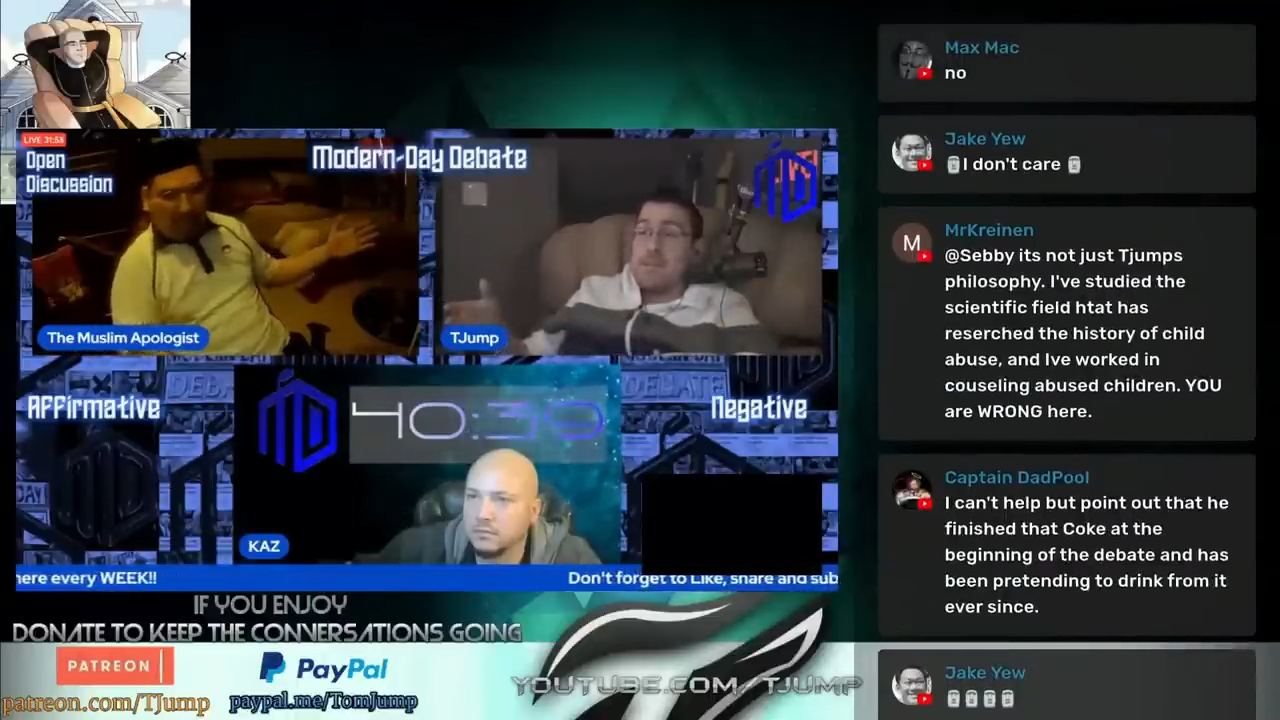 LIVE 31:53
Open
Discussion
Modern-Day Debate
The Muslim Apologist
TJump
Affirmative
Negative
DEBATE
40:39
KAZ
here every WEEK!!
Don't forget to Like, share and sub
IF YOU ENJOY
DONATE TO KEEP THE CONVERSATIONS GOING
PATREON
PayPal
patreon.com/TJump
paypal.me/TomJump
YOUTUBE.COM/TJUMP
Max Mac
no
Jake Yew
I don't care
MrKreinen
M
@Sebby its not just Tjumps
philosophy. I've studied the
scientific field htat has
reserched the history of child
abuse, and Ive worked in
couseling abused children. YOU
are WRONG here.
Captain DadPool
I can't help but point out that he
finished that Coke at the
beginning of the debate and has
been pretending to drink from it
ever since.
Jake Yew